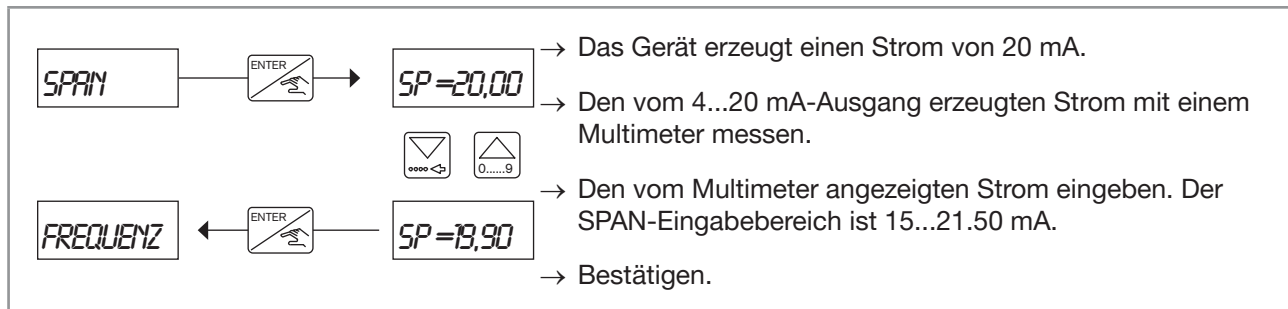 SPAN
ENTER
SP=20,00
→ Das Gerät erzeugt einen Strom von 20 mA.
→ Den vom 4...20 mA-Ausgang erzeugten Strom mit einem
Multimeter messen.
0......9
→ Den vom Multimeter angezeigten Strom eingeben. Der
SPAN-Eingabebereich ist 15...21.50 mA.
FREQUENZ
ENTER
SP=19,90
→ Bestätigen.